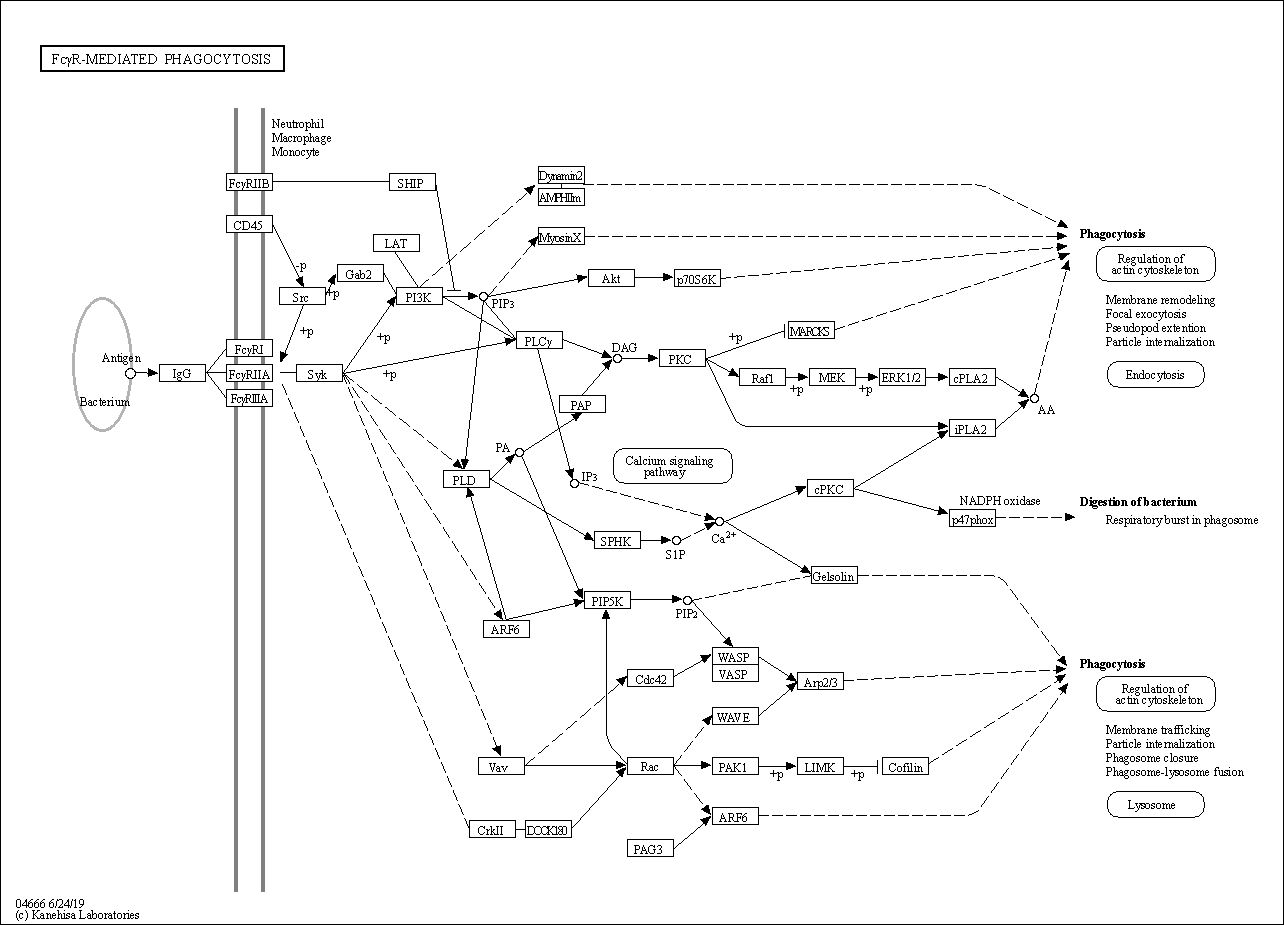 FcγR-MEDIATED PHAGOCYTOSIS
Neutrophil
Macrophage
Monocyte
FcγRIIB
SHIP
Dynamin2
AMPHIIm
CD45
LAT
MyosinX
Phagocytosis
Regulation of
actin cytoskeleton
-p
Gab2
+p
Src
PI3K
PIP3
Akt
p70S6K
Membrane remodeling
Focal exocytosis
Pseudopod extention
Particle internalization
+p
+p
PLCγ
DAG
+p
MARCKS
Antigen
FcγRI
IgG
FcγRIIA
Syk
+p
PKC
Raf1
+p
MEK
+p
ERK1/2
cPLA2
Endocytosis
Bacterium
FcγRIIIA
PAP
AA
iPLA2
PA
Calcium signaling
pathway
PLD
IP3
cPKC
NADPH oxidase
p47phox
Digestion of bacterium
Respiratory burst in phagosome
SPHK
S1P
Ca2+
Gelsolin
PIP5K
PIP2
ARF6
WASP
VASP
Cdc42
Arp2/3
Phagocytosis
Regulation of
actin cytoskeleton
WAVE
Membrane trafficking
Particle internalization
Phagosome closure
Phagosome-lysosome fusion
Vav
Rac
PAK1
+p
LIMK
+p
Cofilin
Lysosome
CrkII
DOCK180
ARF6
PAG3
04666 6/24/19
(c) Kanehisa Laboratories